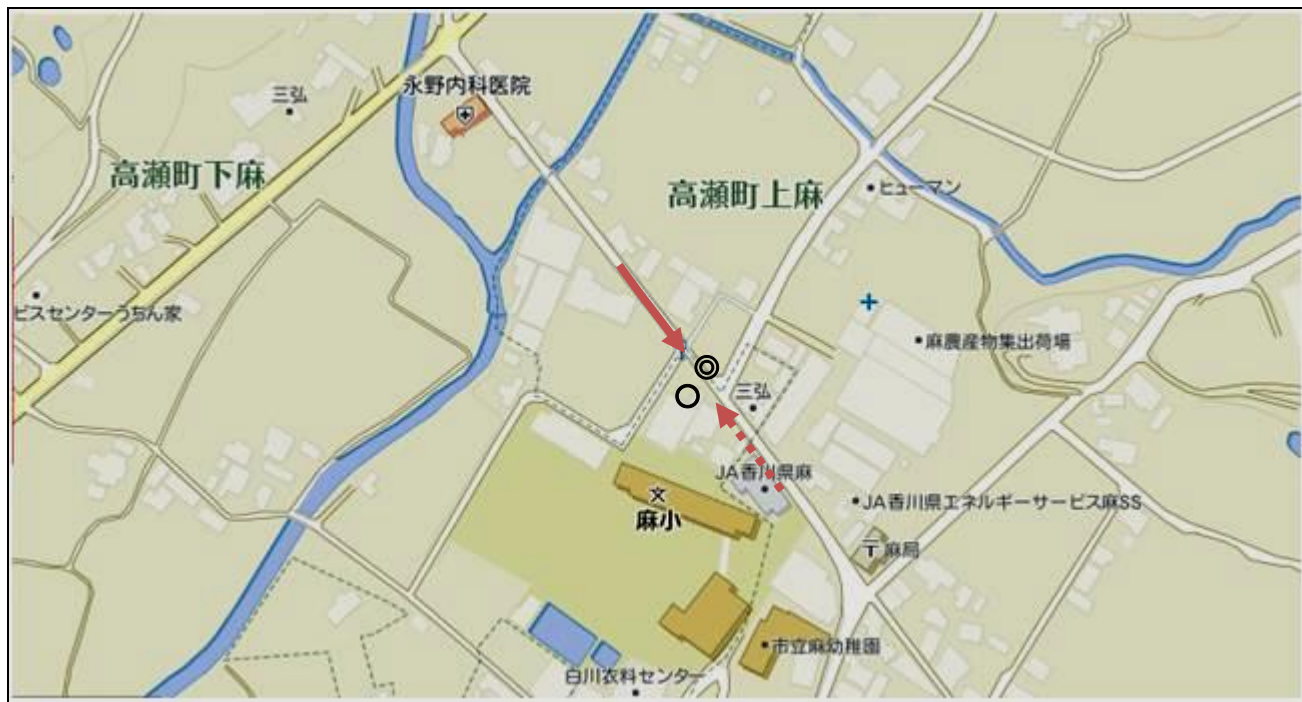 永野内科医院
三弘
高瀬町下麻
高瀬町上麻
ヒューマン
ビスセンターうちん家
麻農産物集出荷場
三弘
JA香川県麻
JA香川県エネルギーサービス麻SS
文
麻小
〒麻局
市立麻幼稚園
白川衣料センター